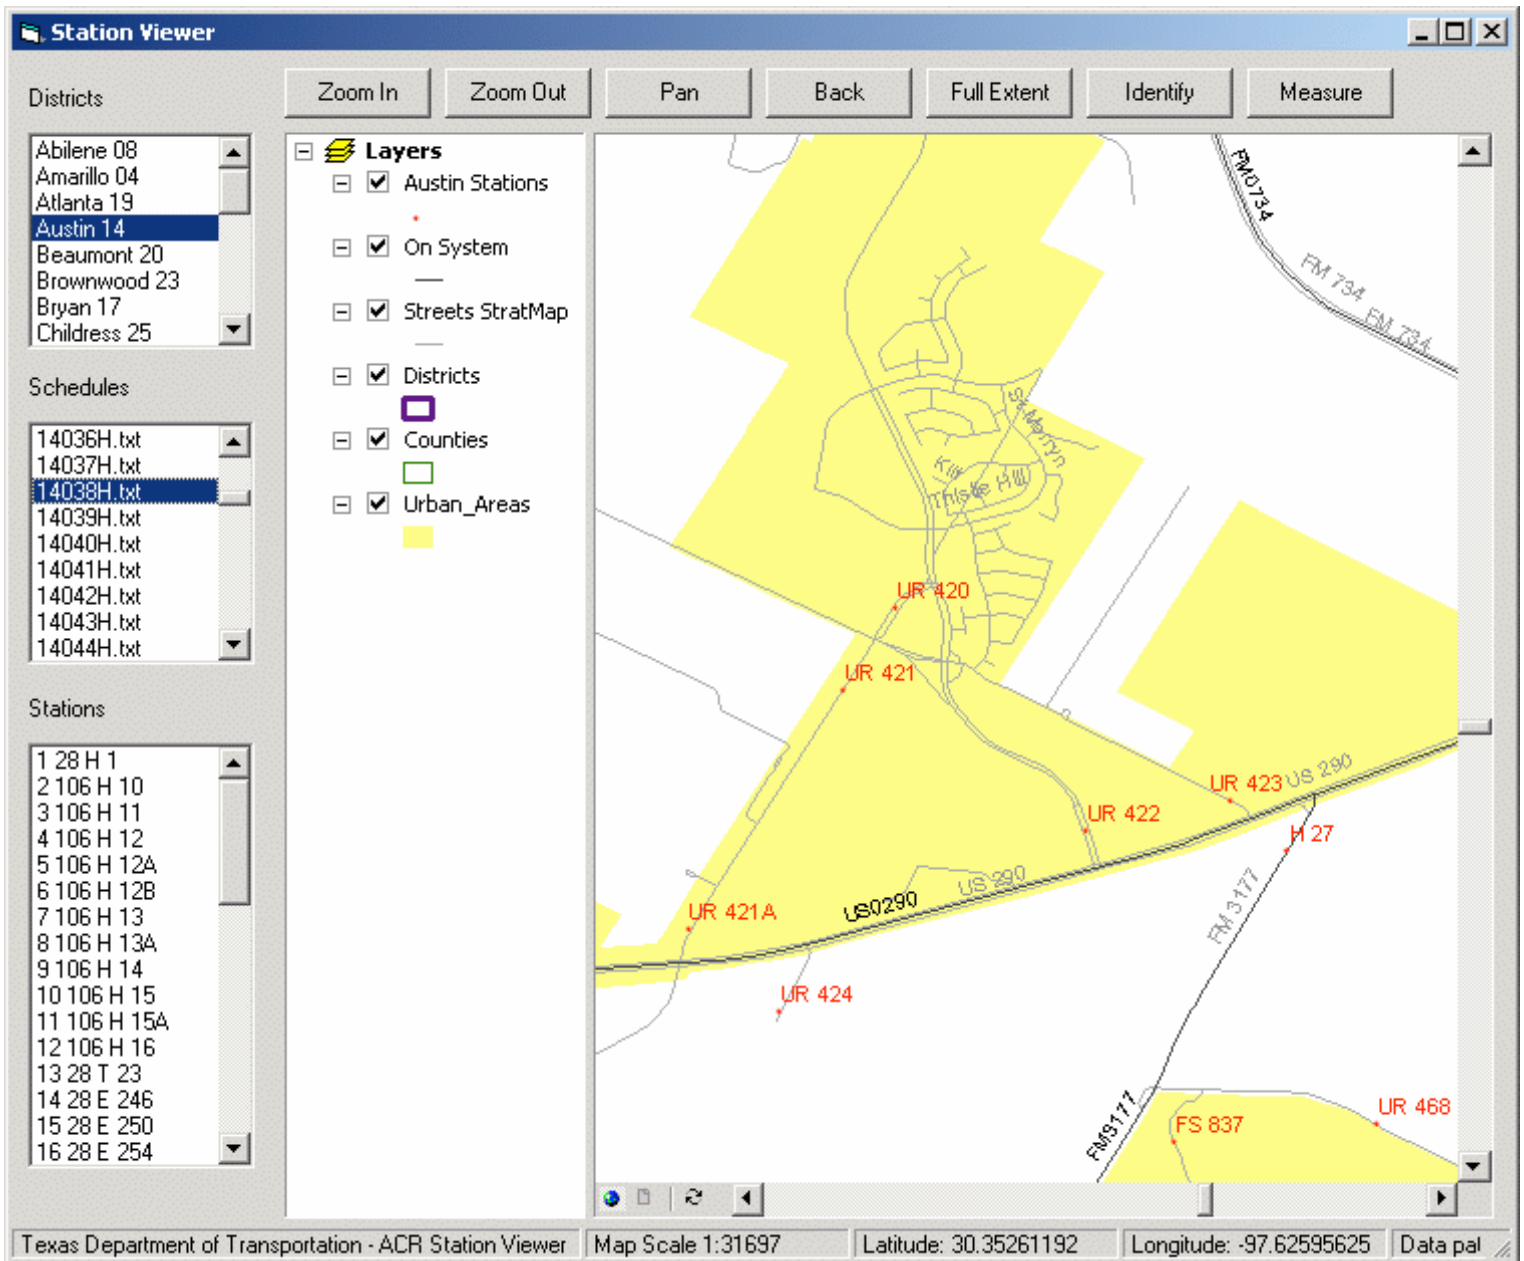 Station Viewer
Districts
Zoom In
Zoom Out
Pan
Back
Full Extent
Identify
Measure
Abilene 08
Amarillo 04
Atlanta 19
Austin 14
Beaumont 20
Brownwood 23
Bryan 17
Childress 25
Schedules
14036H.txt
14037H.txt
14038H.txt
14039H.txt
14040H.txt
14041H.txt
14042H.txt
14043H.txt
14044H.txt
Stations
1 28 H 1
2 106 H 10
3 106 H 11
4 106 H 12
5 106 H 12A
6 106 H 12B
7 106 H 13
8 106 H 13A
9 106 H 14
10 106 H 15
11 106 H 15A
12 106 H 16
13 28 T 23
14 28 E 246
15 28 E 250
16 28 E 254
Layers
Austin Stations
On System
Streets StratMap
Districts
Counties
Urban_Areas
FM0734
FM 734
FM 734
Thistle Hill
UR 420
UR 421
UR 423
US 290
UR 422
H 27
US 290
US0290
UR 421A
FM 3177
UR 424
FM3177
FS 837
UR 468
Texas Department of Transportation - ACR Station Viewer
Map Scale 1:31697
Latitude: 30.35261192
Longitude: -97.62595625
Data pat